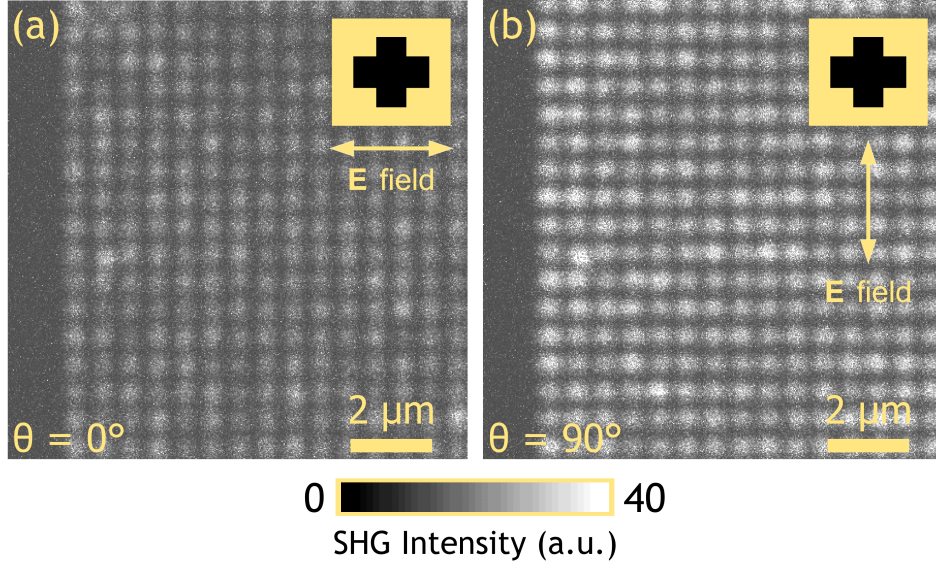 (a)
E field
2 µm
θ = 0°
(b)
E field
2 µm
θ = 90°
0
40
SHG Intensity (a.u.)